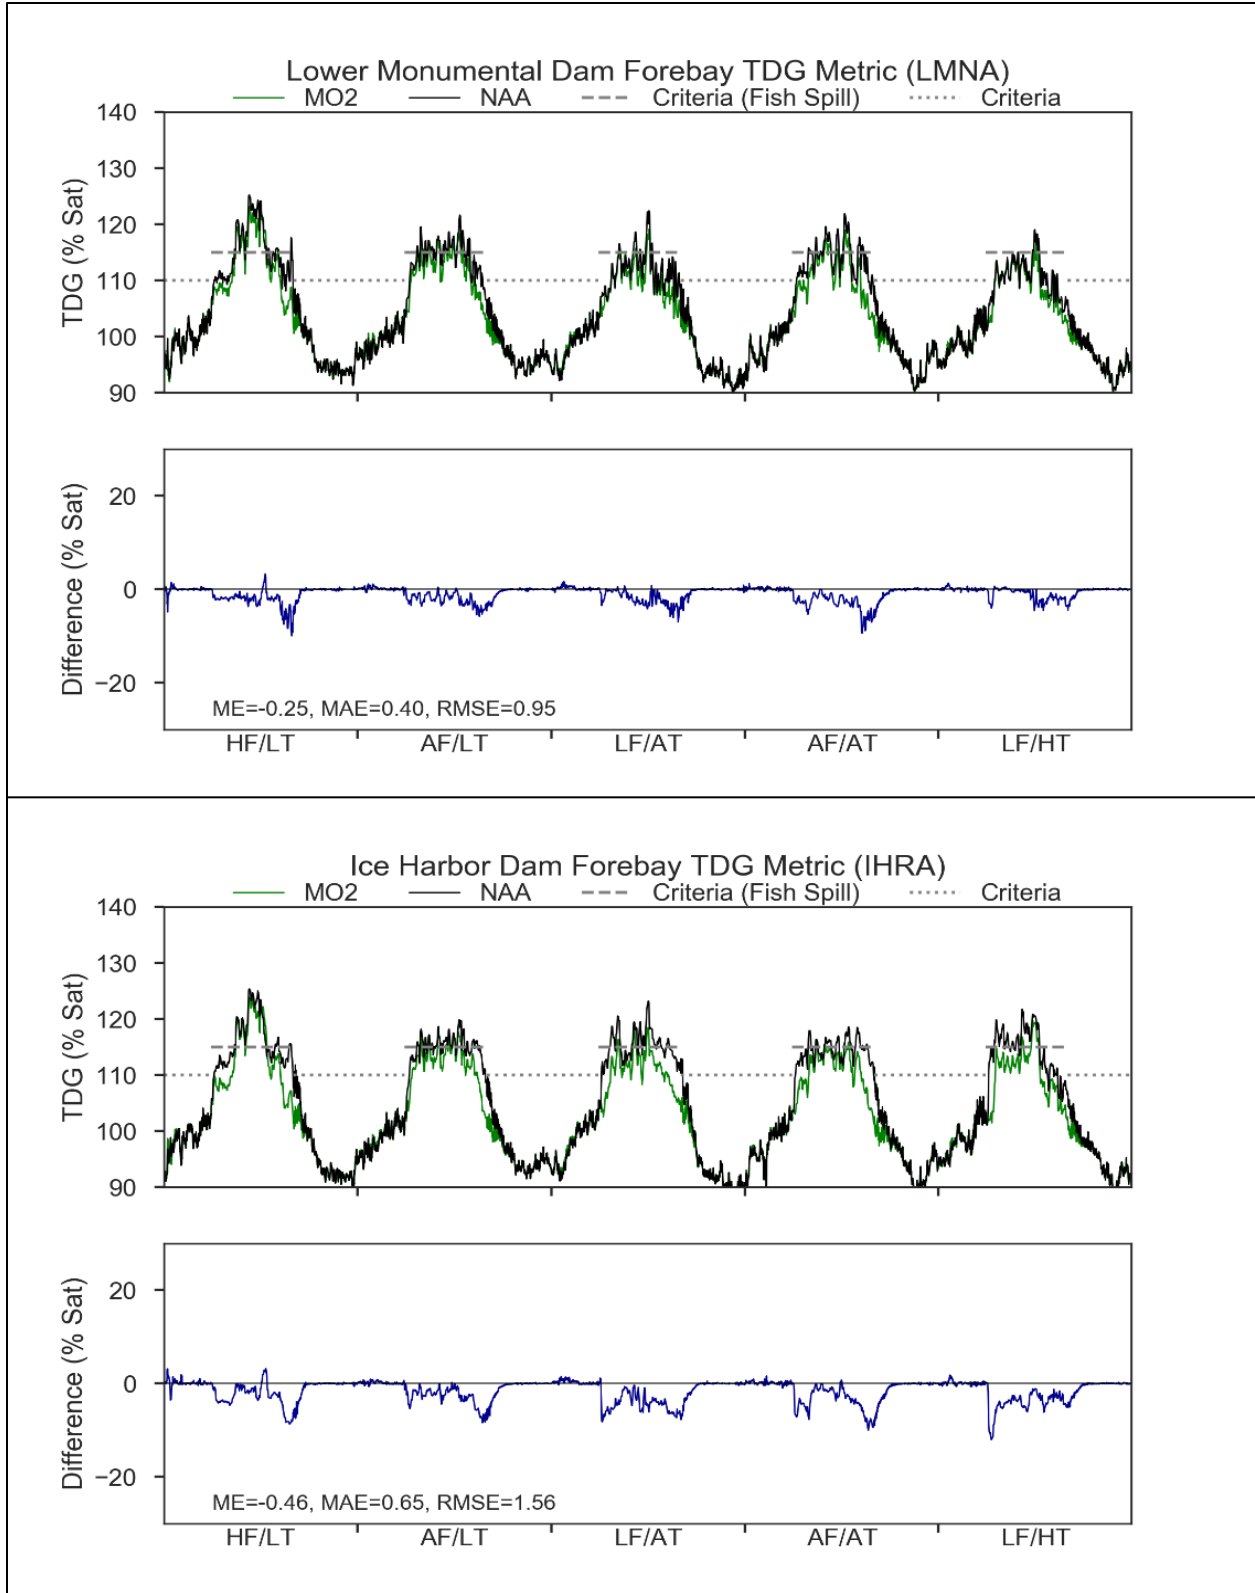 Lower Monumental Dam Forebay TDG Metric (LMNA)
MO2 NAA Criteria (Fish Spill) Criteria
140
130
120
110
100
90
TDG (% Sat)
20
0
−20
Difference (% Sat)
ME=-0.25, MAE=0.40, RMSE=0.95
HF/LT AF/LT LF/AT AF/AT LF/HT
Ice Harbor Dam Forebay TDG Metric (IHRA)
MO2 NAA Criteria (Fish Spill) Criteria
140
130
120
110
100
90
TDG (% Sat)
20
0
−20
Difference (% Sat)
ME=-0.46, MAE=0.65, RMSE=1.56
HF/LT AF/LT LF/AT AF/AT LF/HT